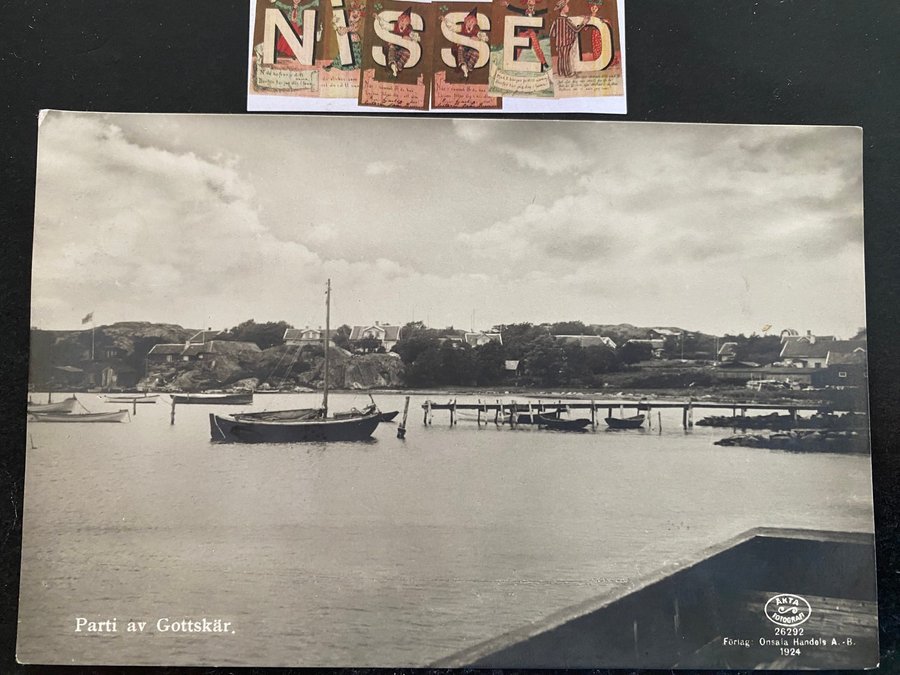 NiSSED
Parti av Gottskär.
ÄKTA
FOTOGRAFI
26292
Förlag: Onsala Handels A.-B.
1924